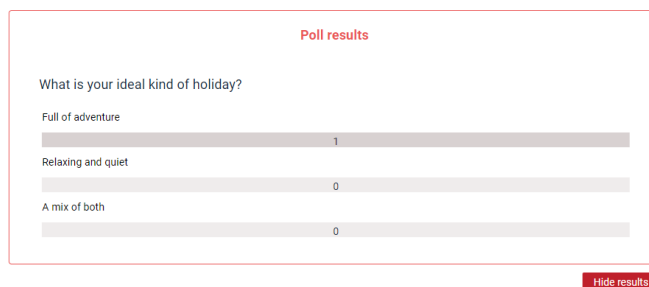 Poll results
What is your ideal kind of holiday?
Full of adventure
1
Relaxing and quiet
0
A mix of both
0
Hide results